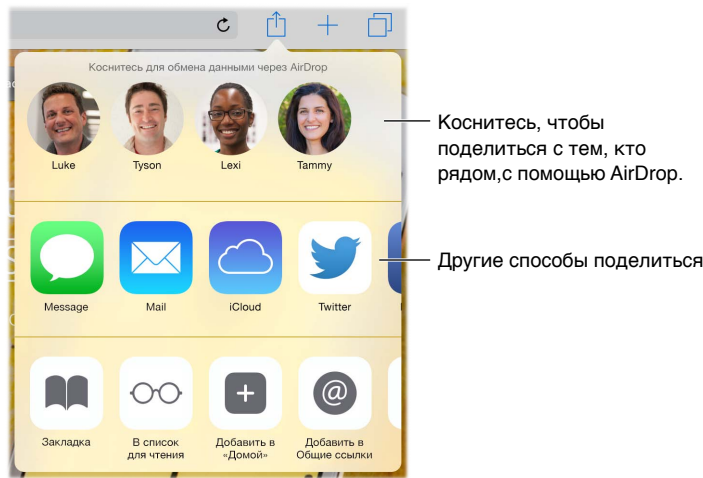 Коснитесь для обмена данными через AirDrop
Luke Tyson Lexi Tammy
Коснитесь, чтобы
поделиться с тем, кто
рядом,с помощью AirDrop.
Message Mail iCloud Twitter
Другие способы поделиться
Закладка В список Добавить в Добавить в
для чтения «Домой» Общие ссылки
@